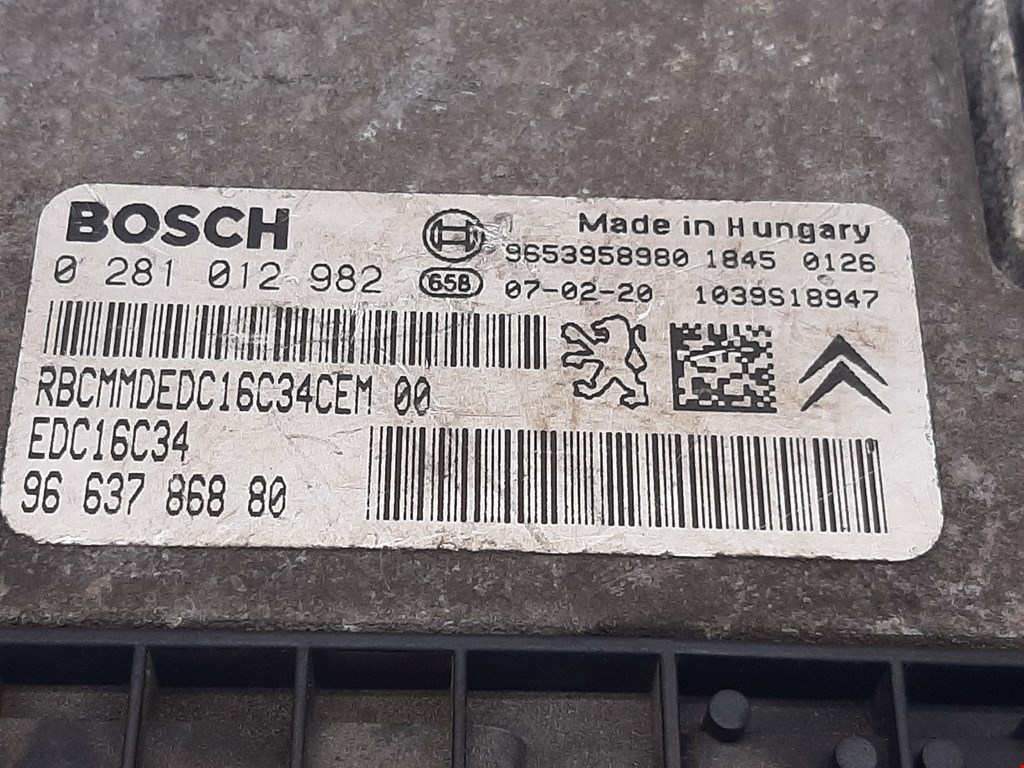 BOSCH
Made in Hungary
0 281 012 982
9653958980 1845 0126
65B 07-02-20 1039S18947
RBCMMDEDC16C34CEM 00
EDC16C34
96 637 868 80